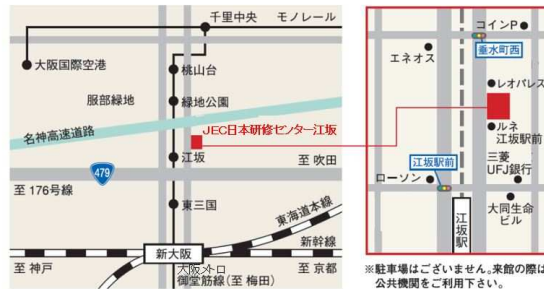 千里中央
モノレール
大阪国際空港
桃山台
服部緑地
緑地公園
名神高速道路
JEC日本研修センター江坂
江坂
至 吹田
479
至 176号線
東三国
東海道本線
新大阪
新幹線
至 神戸
大阪メトロ
御堂筋線(至 梅田)
至 京都
コインP
垂水町西
エネオス
レオパレス
ルネ
江坂駅前
三菱
UFJ銀行
江坂駅前
ローソン
大同生命
ビル
江坂駅
※駐車場はございません。来館の際は
公共機関をご利用下さい。